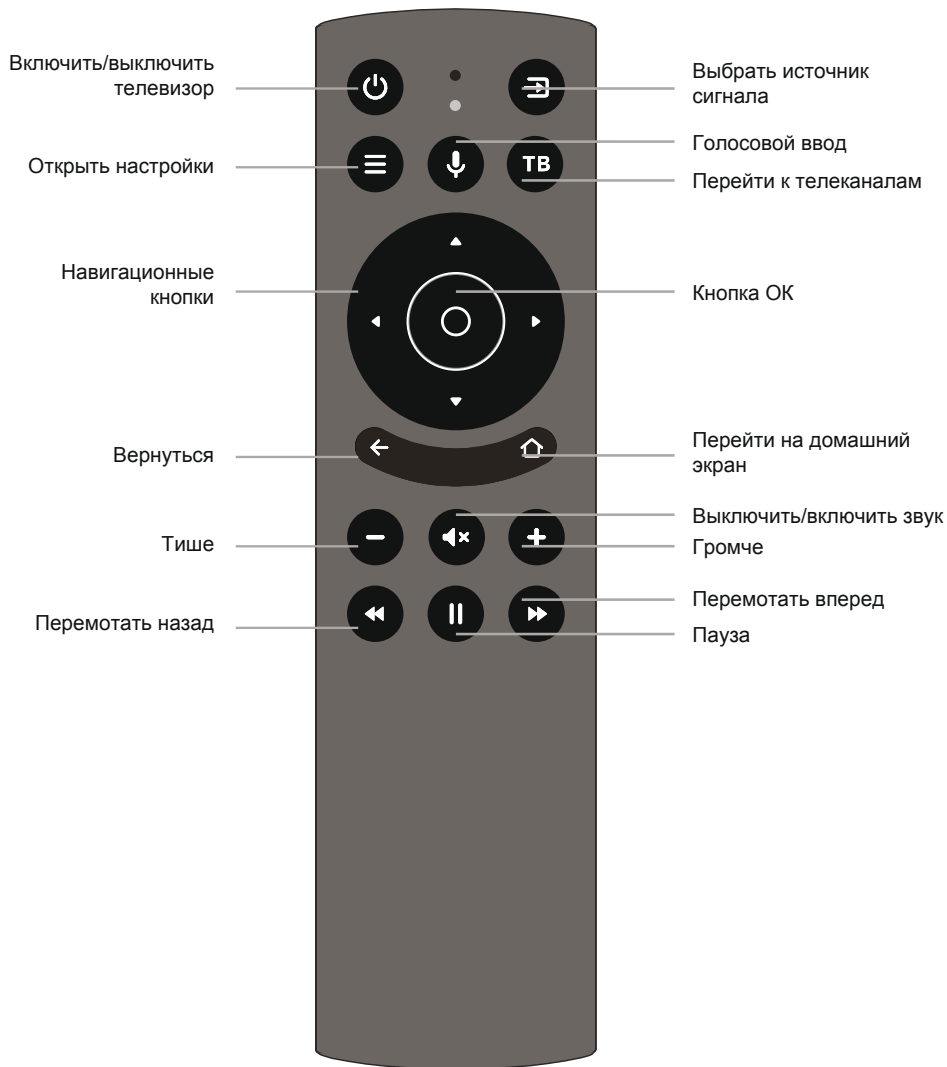 Включить/выключить
телевизор
Выбрать источник
сигнала
Открыть настройки
Голосовой ввод
ТВ
Перейти к телеканалам
Навигационные
кнопки
Кнопка ОК
Вернуться
Перейти на домашний
экран
Тише
Выключить/включить звук
Громче
Перемотать назад
Перемотать вперед
Пауза